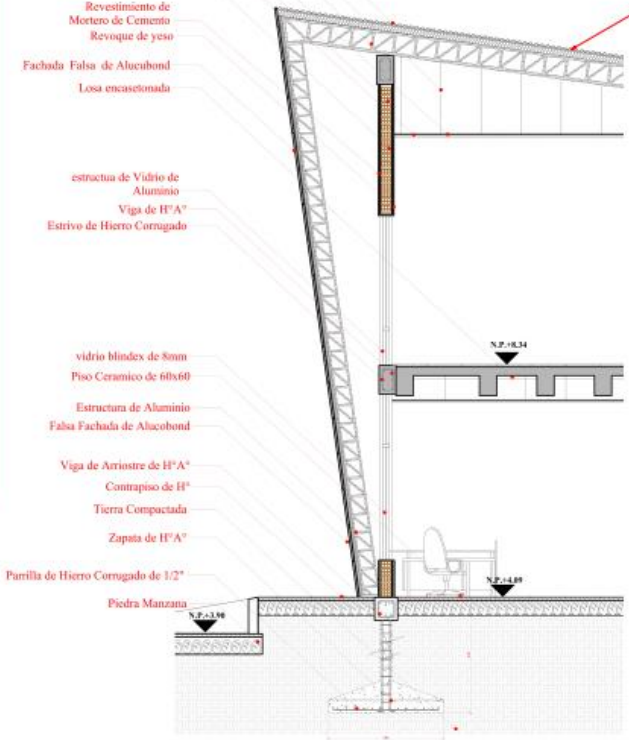 Revestimiento de
Mortero de Cemento
Revoque de yeso
Fachada Falsa de Alucubond
Losa encasetonada
estructua de Vidrio de
Aluminio
Viga de H°A°
Estrivo de Hierro Corrugado
N.P.+8.34
vidrio blindex de 8mm
Piso Ceramico de 60x60
Estructura de Aluminio
Falsa Fachada de Alucobond
Viga de Arriostre de H°A°
Contrapiso de H°
Tierra Compactada
Zapata de H°A°
Parrilla de Hierro Corrugado de 1/2"
N.P.+4.09
Piedra Manzana
N.P.+3.90